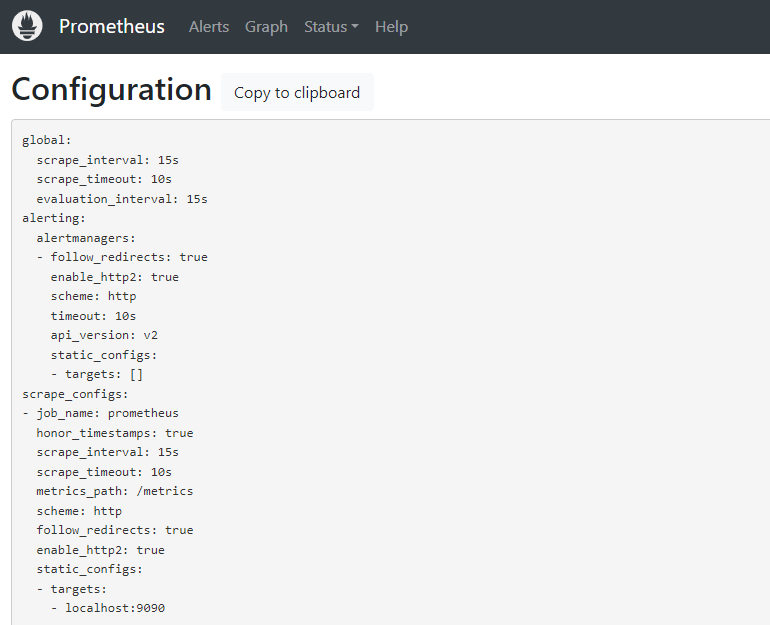 Prometheus Alerts Graph Status Help
Configuration Copy to clipboard
global:
  scrape_interval: 15s
  scrape_timeout: 10s
  evaluation_interval: 15s
alerting:
  alertmanagers:
  - follow_redirects: true
    enable_http2: true
    scheme: http
    timeout: 10s
    api_version: v2
    static_configs:
    - targets: []
scrape_configs:
- job_name: prometheus
  honor_timestamps: true
  scrape_interval: 15s
  scrape_timeout: 10s
  metrics_path: /metrics
  scheme: http
  follow_redirects: true
  enable_http2: true
  static_configs:
  - targets:
    - localhost:9090